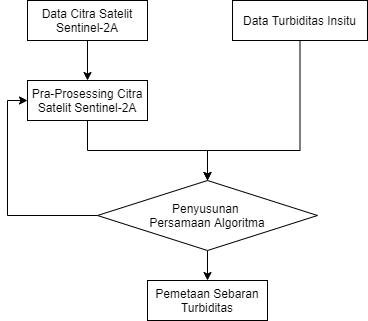 Data Citra Satelit
Sentinel-2A
Data Turbiditas Insitu
Pra-Prosessing Citra
Satelit Sentinel-2A
Penyusunan
Persamaan Algoritma
Pemetaan Sebaran
Turbiditas